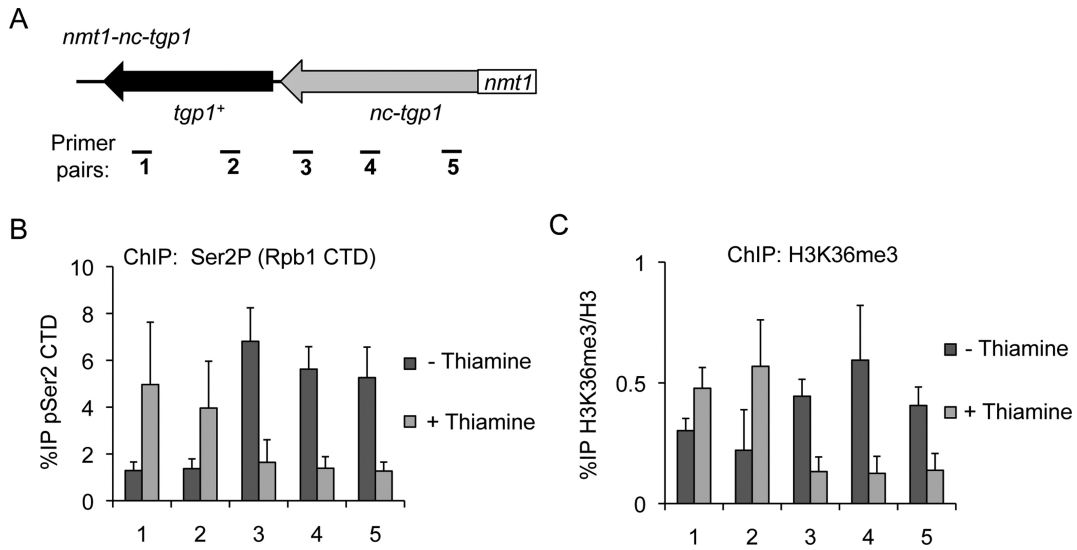 A
nmt1-nc-tgp1
nmt1
tgp1+
nc-tgp1
Primer
pairs:
1 2 3 4 5
B
ChIP: Ser2P (Rpb1 CTD)
%IP pSer2 CTD
10
8
6
4
2
0
1 2 3 4 5
- Thiamine
+ Thiamine
C
ChIP: H3K36me3
%IP H3K36me3/H3
1
0.5
0
1 2 3 4 5
- Thiamine
+ Thiamine